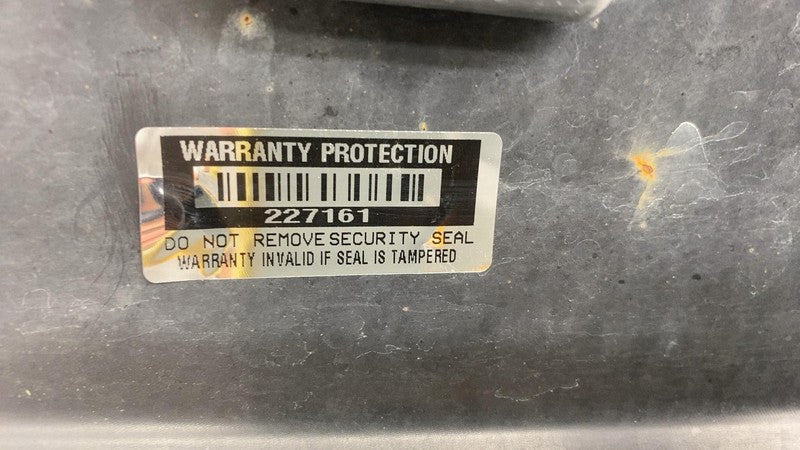 WARRANTY PROTECTION
227161
DO NOT REMOVE SECURITY SEAL
WARRANTY INVALID IF SEAL IS TAMPERED